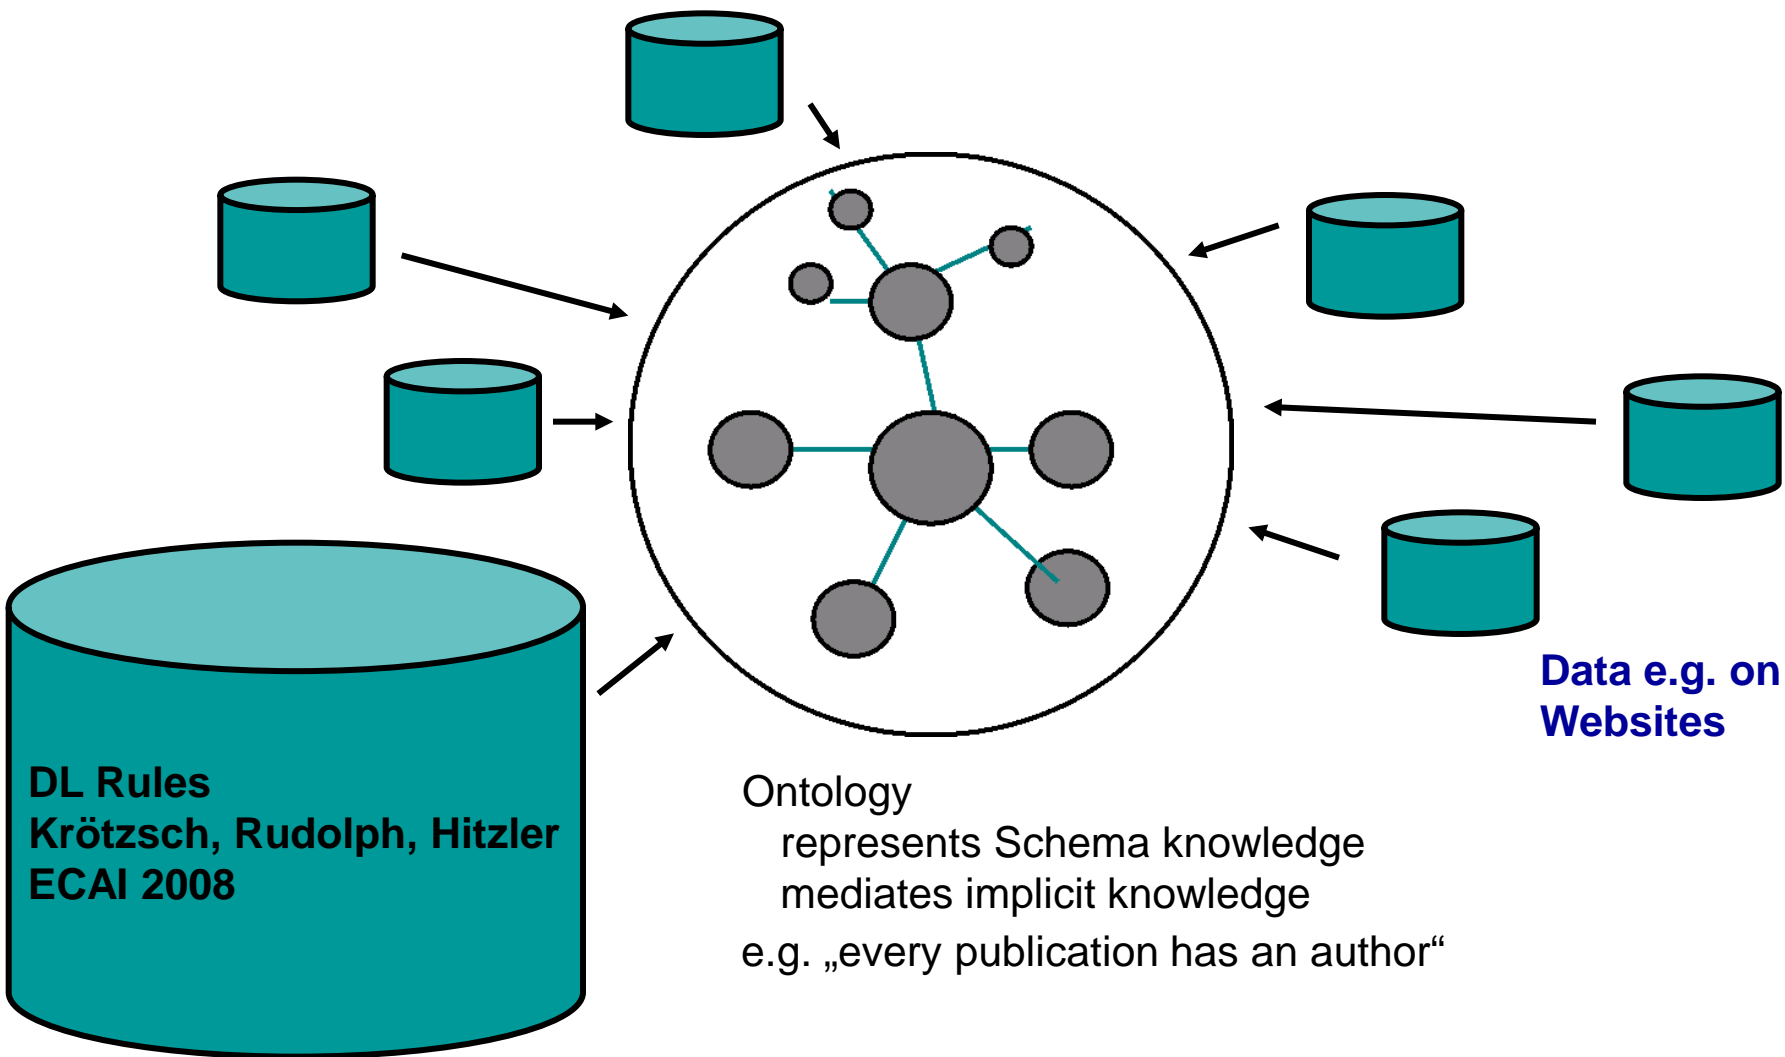 Data e.g. on
Websites
DL Rules
Krötzsch, Rudolph, Hitzler
ECAI 2008
Ontology
represents Schema knowledge
mediates implicit knowledge
e.g. „every publication has an author“